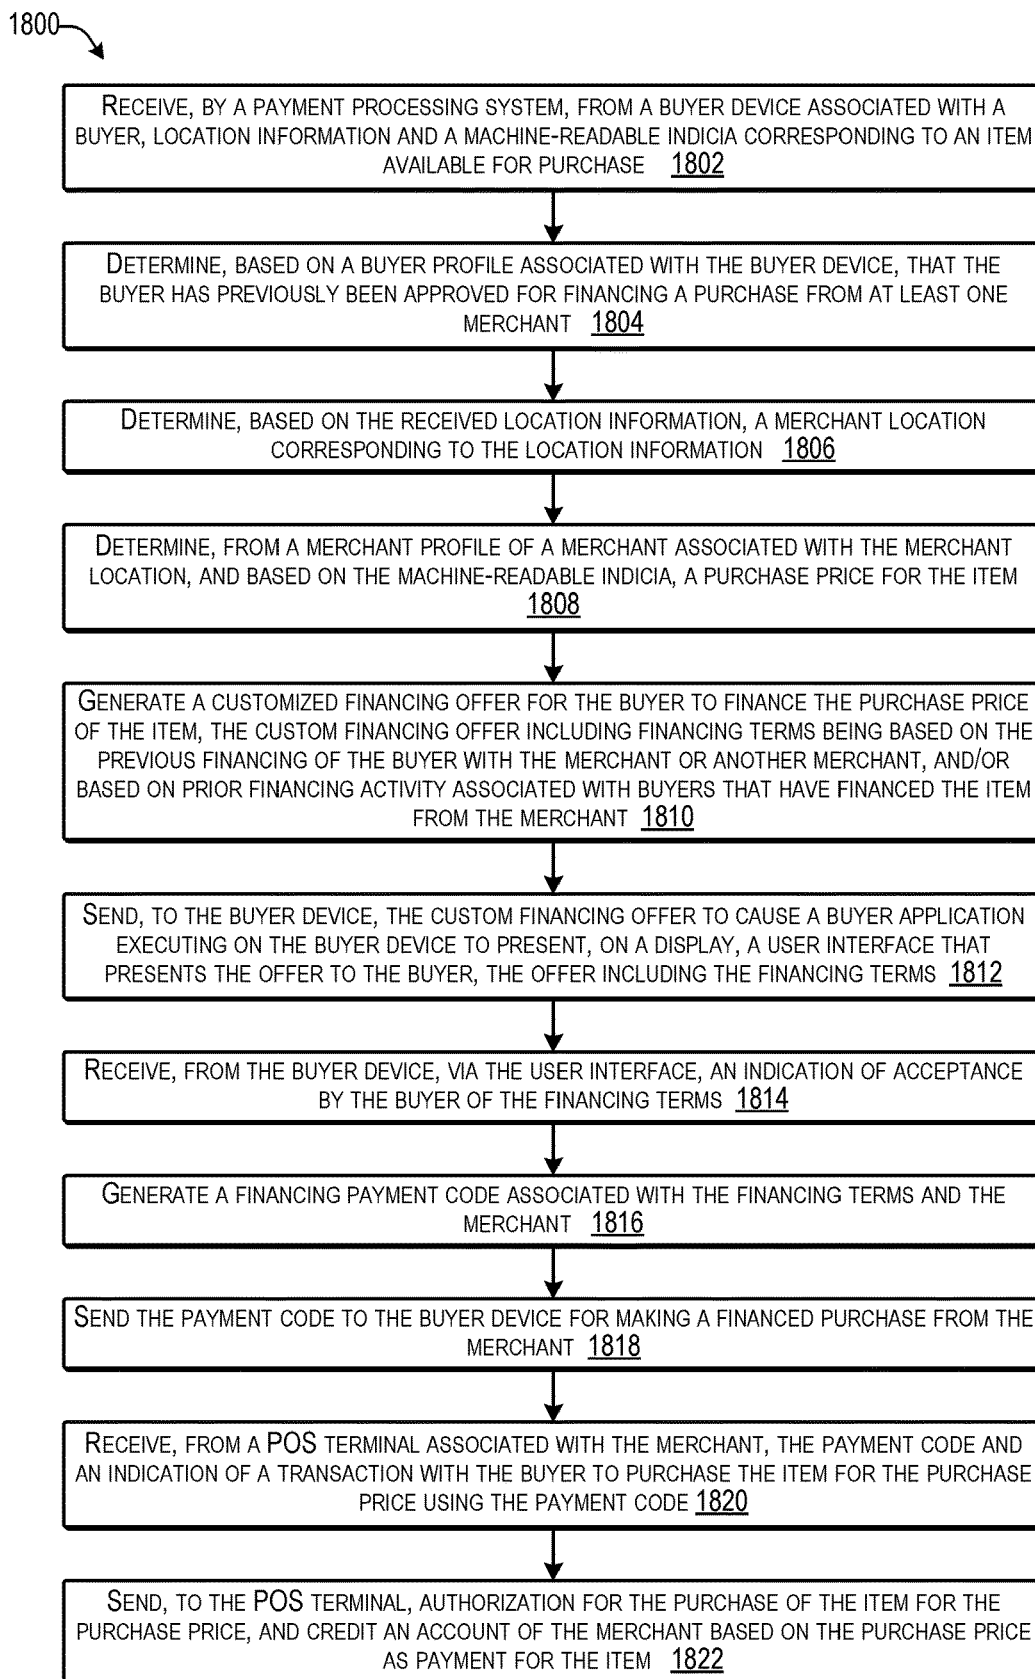 1800
RECEIVE, BY A PAYMENT PROCESSING SYSTEM, FROM A BUYER DEVICE ASSOCIATED WITH A
BUYER, LOCATION INFORMATION AND A MACHINE-READABLE INDICIA CORRESPONDING TO AN ITEM
AVAILABLE FOR PURCHASE 1802
DETERMINE, BASED ON A BUYER PROFILE ASSOCIATED WITH THE BUYER DEVICE, THAT THE
BUYER HAS PREVIOUSLY BEEN APPROVED FOR FINANCING A PURCHASE FROM AT LEAST ONE
MERCHANT 1804
DETERMINE, BASED ON THE RECEIVED LOCATION INFORMATION, A MERCHANT LOCATION
CORRESPONDING TO THE LOCATION INFORMATION 1806
DETERMINE, FROM A MERCHANT PROFILE OF A MERCHANT ASSOCIATED WITH THE MERCHANT
LOCATION, AND BASED ON THE MACHINE-READABLE INDICIA, A PURCHASE PRICE FOR THE ITEM
1808
GENERATE A CUSTOMIZED FINANCING OFFER FOR THE BUYER TO FINANCE THE PURCHASE PRICE
OF THE ITEM, THE CUSTOM FINANCING OFFER INCLUDING FINANCING TERMS BEING BASED ON THE
PREVIOUS FINANCING OF THE BUYER WITH THE MERCHANT OR ANOTHER MERCHANT, AND/OR
BASED ON PRIOR FINANCING ACTIVITY ASSOCIATED WITH BUYERS THAT HAVE FINANCED THE ITEM
FROM THE MERCHANT 1810
SEND, TO THE BUYER DEVICE, THE CUSTOM FINANCING OFFER TO CAUSE A BUYER APPLICATION
EXECUTING ON THE BUYER DEVICE TO PRESENT, ON A DISPLAY, A USER INTERFACE THAT
PRESENTS THE OFFER TO THE BUYER, THE OFFER INCLUDING THE FINANCING TERMS 1812
RECEIVE, FROM THE BUYER DEVICE, VIA THE USER INTERFACE, AN INDICATION OF ACCEPTANCE
BY THE BUYER OF THE FINANCING TERMS 1814
GENERATE A FINANCING PAYMENT CODE ASSOCIATED WITH THE FINANCING TERMS AND THE
MERCHANT 1816
SEND THE PAYMENT CODE TO THE BUYER DEVICE FOR MAKING A FINANCED PURCHASE FROM THE
MERCHANT 1818
RECEIVE, FROM A POS TERMINAL ASSOCIATED WITH THE MERCHANT, THE PAYMENT CODE AND
AN INDICATION OF A TRANSACTION WITH THE BUYER TO PURCHASE THE ITEM FOR THE PURCHASE
PRICE USING THE PAYMENT CODE 1820
SEND, TO THE POS TERMINAL, AUTHORIZATION FOR THE PURCHASE OF THE ITEM FOR THE
PURCHASE PRICE, AND CREDIT AN ACCOUNT OF THE MERCHANT BASED ON THE PURCHASE PRICE
AS PAYMENT FOR THE ITEM 1822